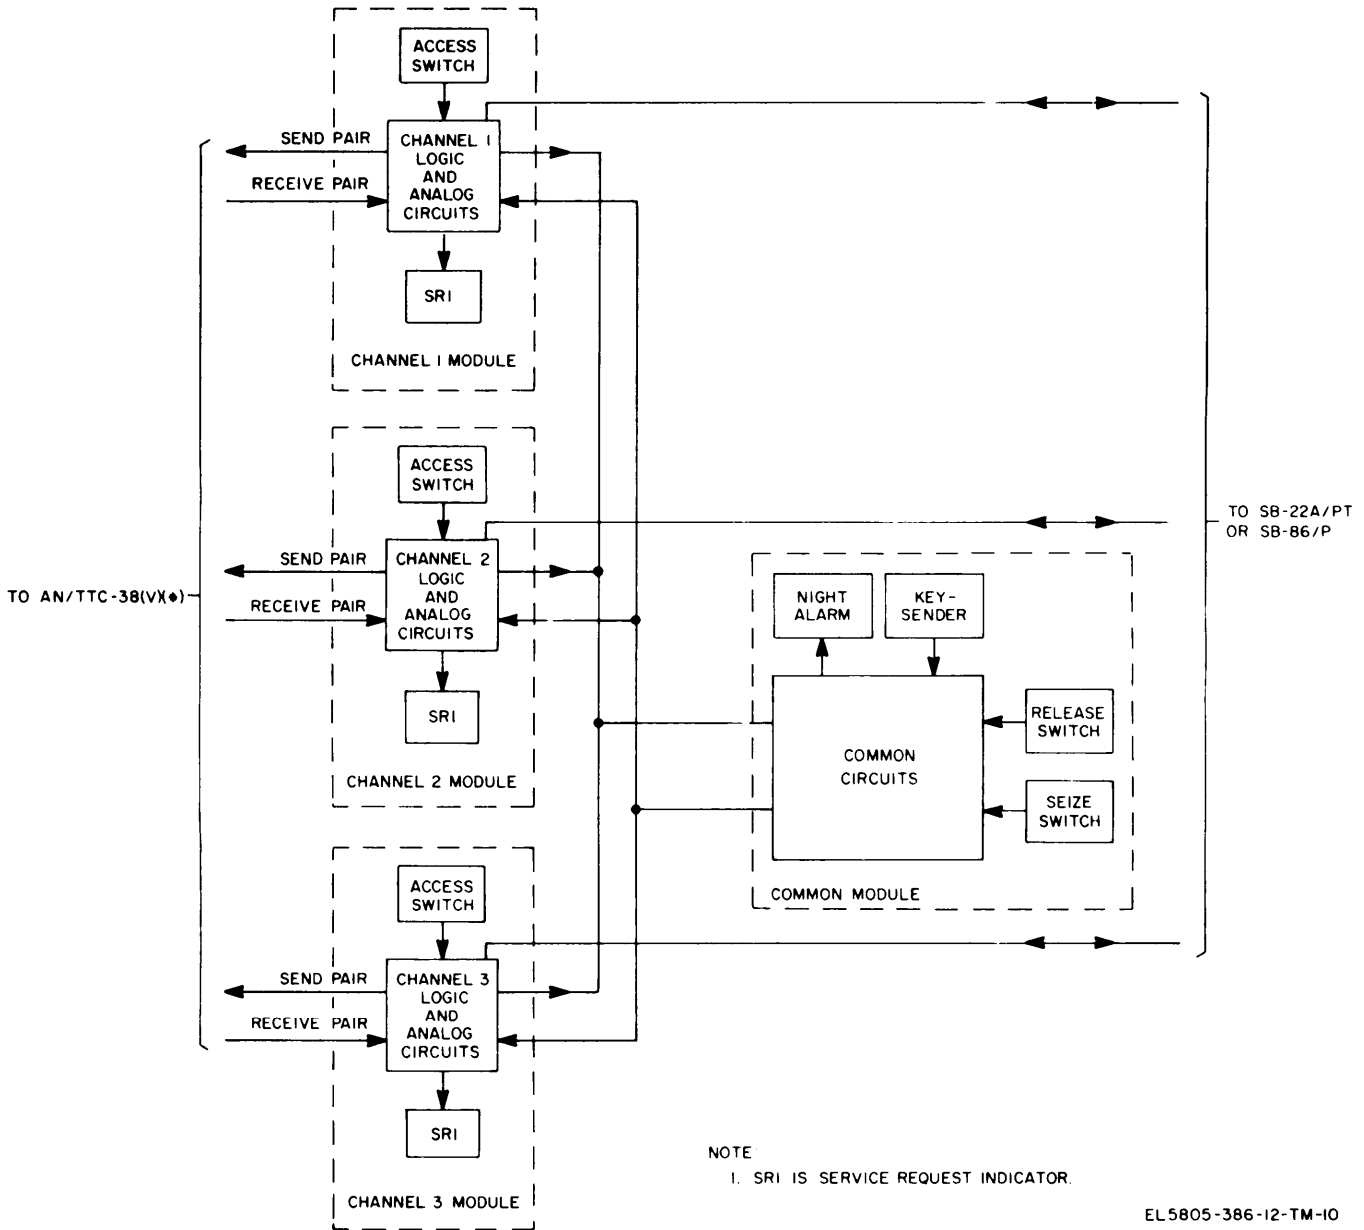 ACCESS
SWITCH
SEND PAIR
RECEIVE PAIR
CHANNEL 1
LOGIC
AND
ANALOG
CIRCUITS
SRI
CHANNEL 1 MODULE
ACCESS
SWITCH
SEND PAIR
RECEIVE PAIR
CHANNEL 2
LOGIC
AND
ANALOG
CIRCUITS
SRI
CHANNEL 2 MODULE
TO AN/TTC-38(V)(*)
ACCESS
SWITCH
SEND PAIR
RECEIVE PAIR
CHANNEL 3
LOGIC
AND
ANALOG
CIRCUITS
SRI
CHANNEL 3 MODULE
TO SB-22A/PT
OR SB-86/P
NIGHT
ALARM
KEY-
SENDER
COMMON
CIRCUITS
RELEASE
SWITCH
SEIZE
SWITCH
COMMON MODULE
NOTE
1. SRI IS SERVICE REQUEST INDICATOR.
EL5805-386-12-TM-10